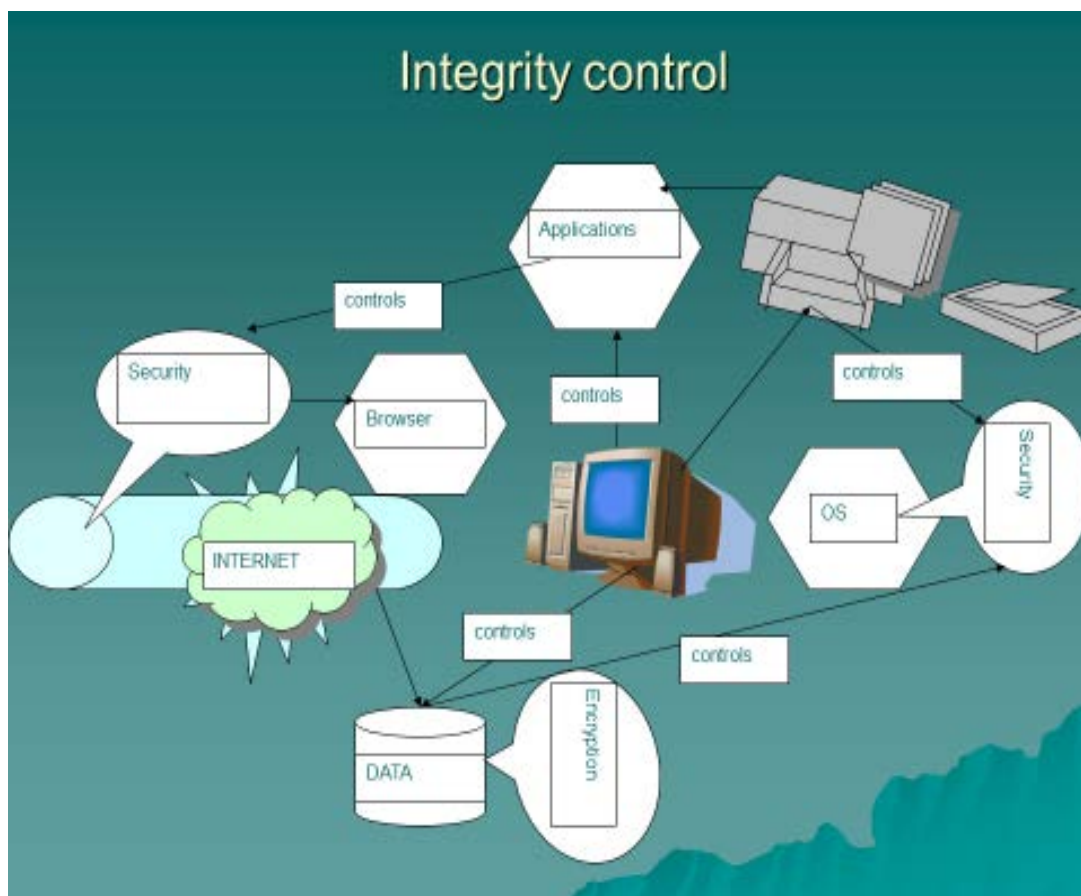 Integrity control
Applications
controls
Security
controls
controls
Browser
Security
OS
INTERNET
controls
controls
Encryption
DATA